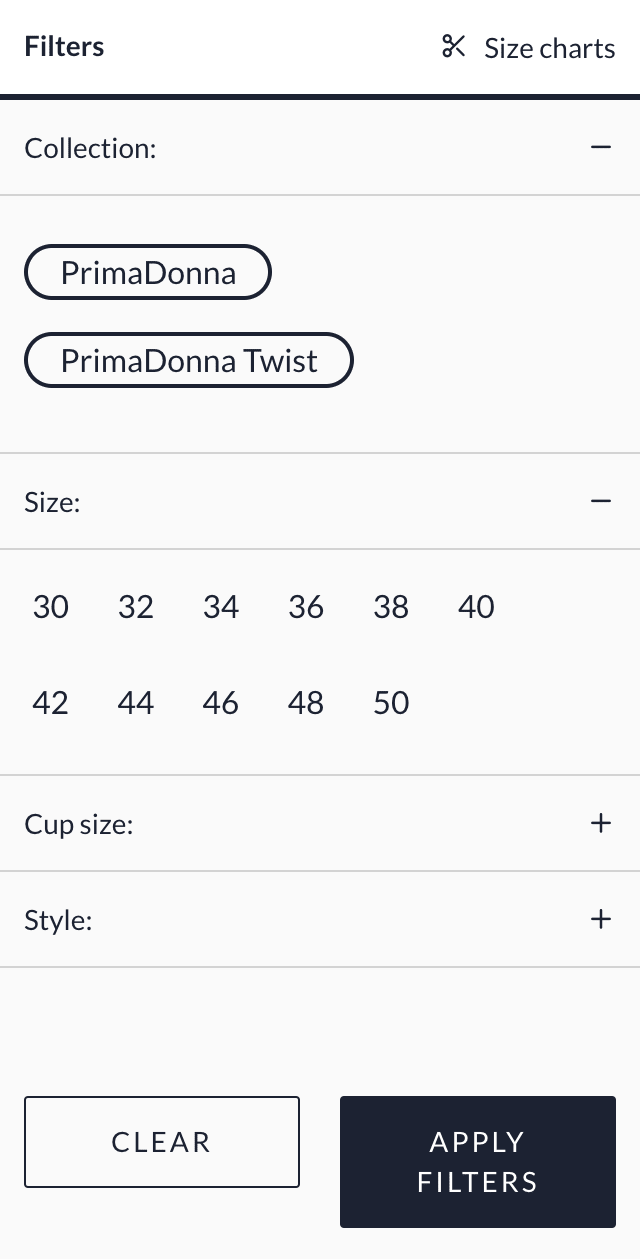 Filters
Size charts
Collection:
PrimaDonna
PrimaDonna Twist
Size:
30 32 34 36 38 40
42 44 46 48 50
Cup size:
Style:
CLEAR
APPLY
FILTERS